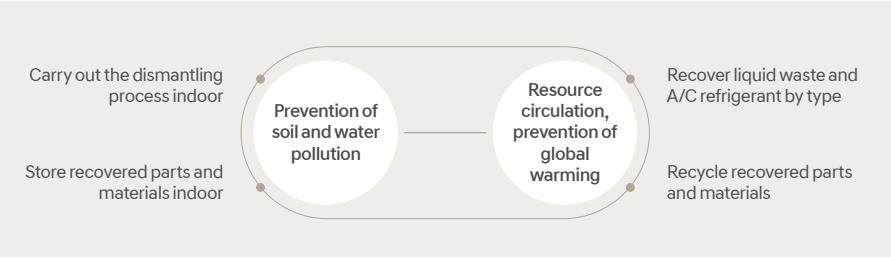 Carry out the dismantling
process indoor
Store recovered parts and
materials indoor
Prevention of
soil and water
pollution
Resource
circulation,
prevention of
global
warming
Recover liquid waste and
A/C refrigerant by type
Recycle recovered parts
and materials